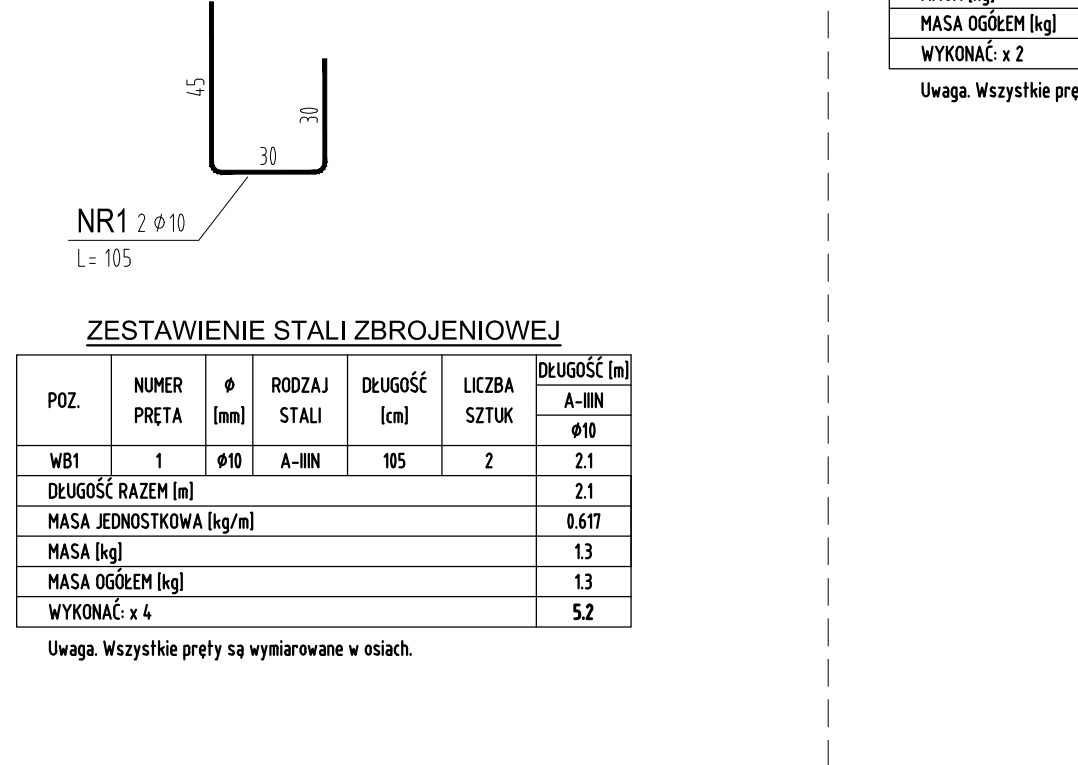 45
30
30
NR1 2 ϕ10
L= 105
ZESTAWIENIE STALI ZBROJENIOWEJ
POZ. NUMER PRĘTA ϕ [mm] RODZAJ STALI DŁUGOŚĆ [cm] LICZBA SZTUK DŁUGOŚĆ [m]
A-IIIN
ϕ10
WB1 1 ϕ10 A-IIIN 105 2 2.1
DŁUGOŚĆ RAZEM [m] 2.1
MASA JEDNOSTKOWA [kg/m] 0.617
MASA [kg] 1.3
MASA OGÓŁEM [kg] 1.3
WYKONAĆ: x 4 5.2
Uwaga. Wszystkie pręty są wymiarowane w osiach.
MASA OGÓŁEM [kg]
WYKONAĆ: x 2
Uwaga. Wszystkie prę